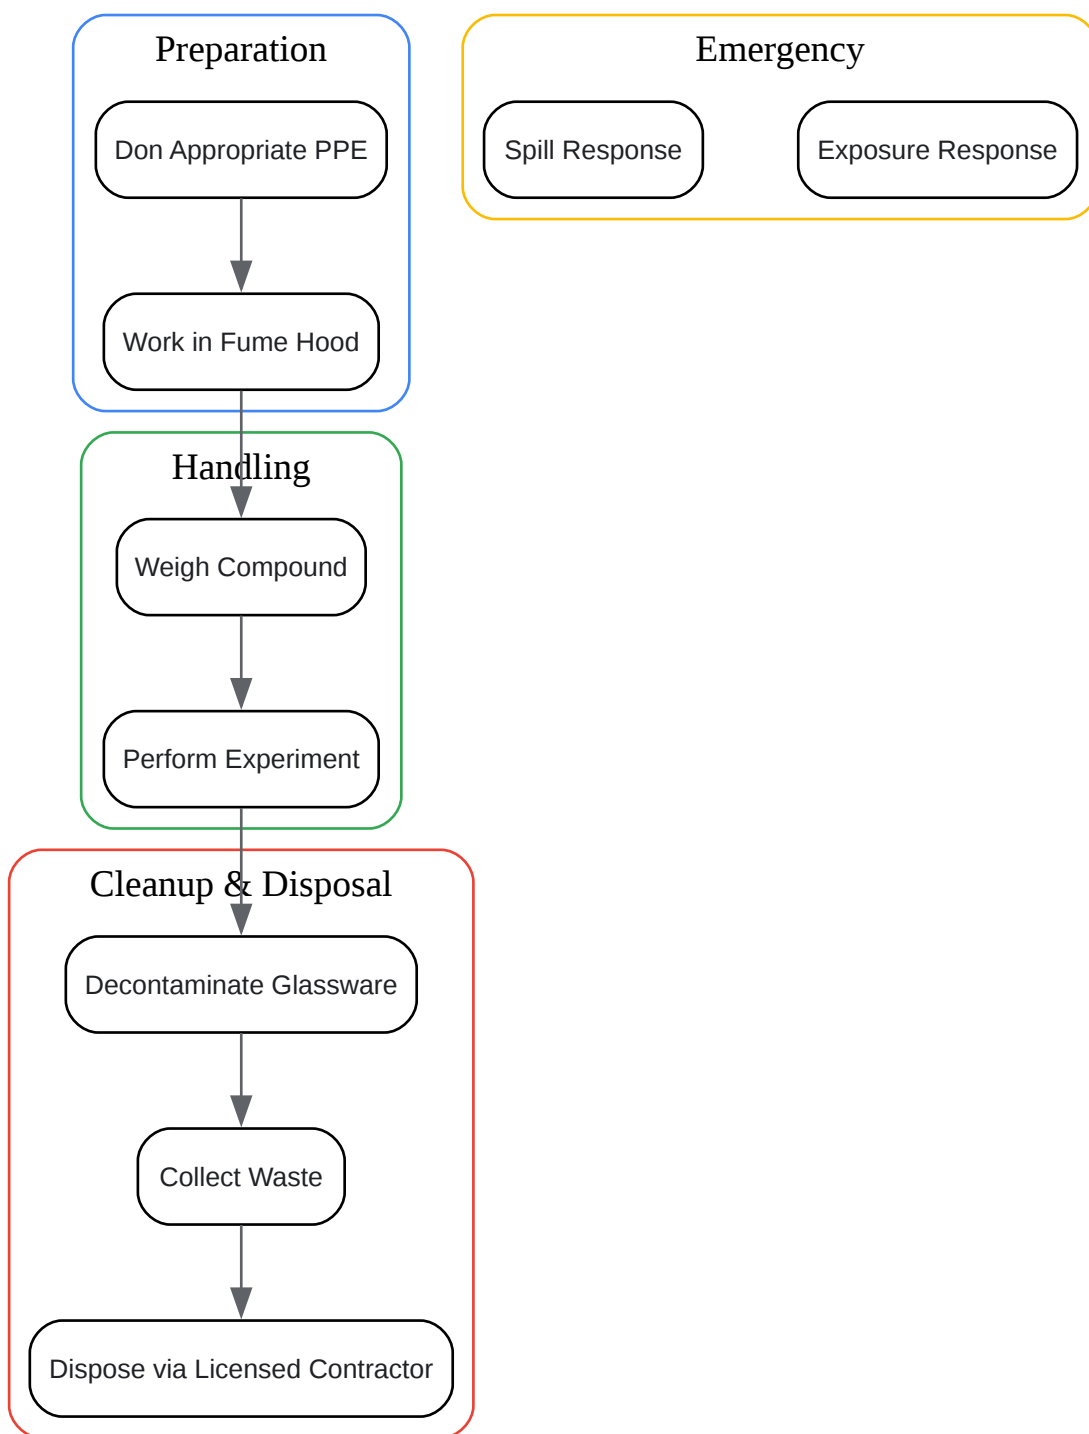 Preparation
Don Appropriate PPE
Work in Fume Hood
Handling
Weigh Compound
Perform Experiment
Cleanup & Disposal
Decontaminate Glassware
Collect Waste
Dispose via Licensed Contractor
Emergency
Spill Response
Exposure Response